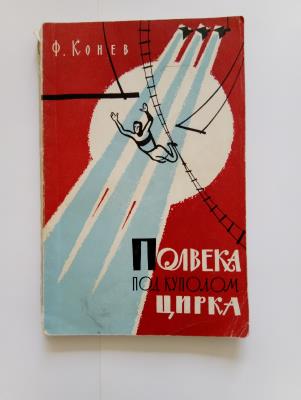 Ф. Конев
Полвека
под куполом
цирка